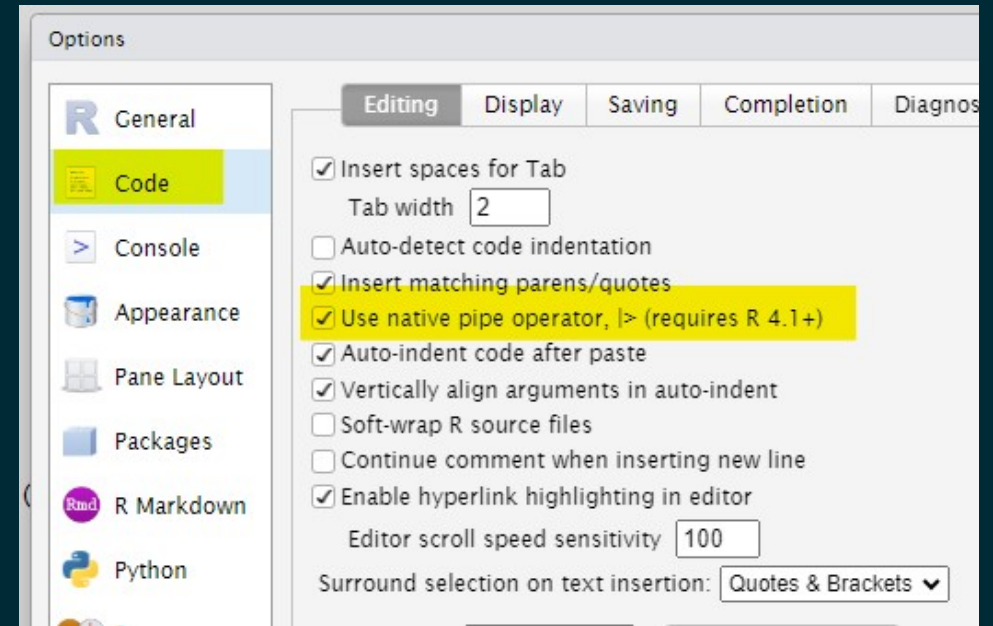 Options
General
Code
Console
Appearance
Pane Layout
Packages
Rmd R Markdown
Python
Editing Display Saving Completion Diagnos
Insert spaces for Tab
Tab width 2
Auto-detect code indentation
Insert matching parens/quotes
Use native pipe operator, |> (requires R 4.1+)
Auto-indent code after paste
Vertically align arguments in auto-indent
Soft-wrap R source files
Continue comment when inserting new line
Enable hyperlink highlighting in editor
Editor scroll speed sensitivity 100
Surround selection on text insertion: Quotes & Brackets